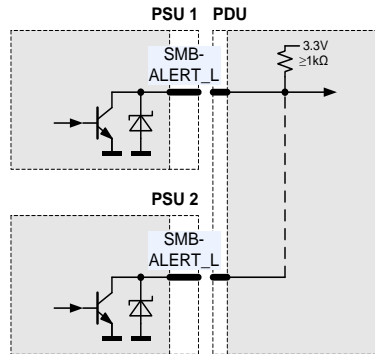 PSU 1 PDU
SMB-
ALERT_L
3.3V
≥1kΩ
PSU 2
SMB-
ALERT_L